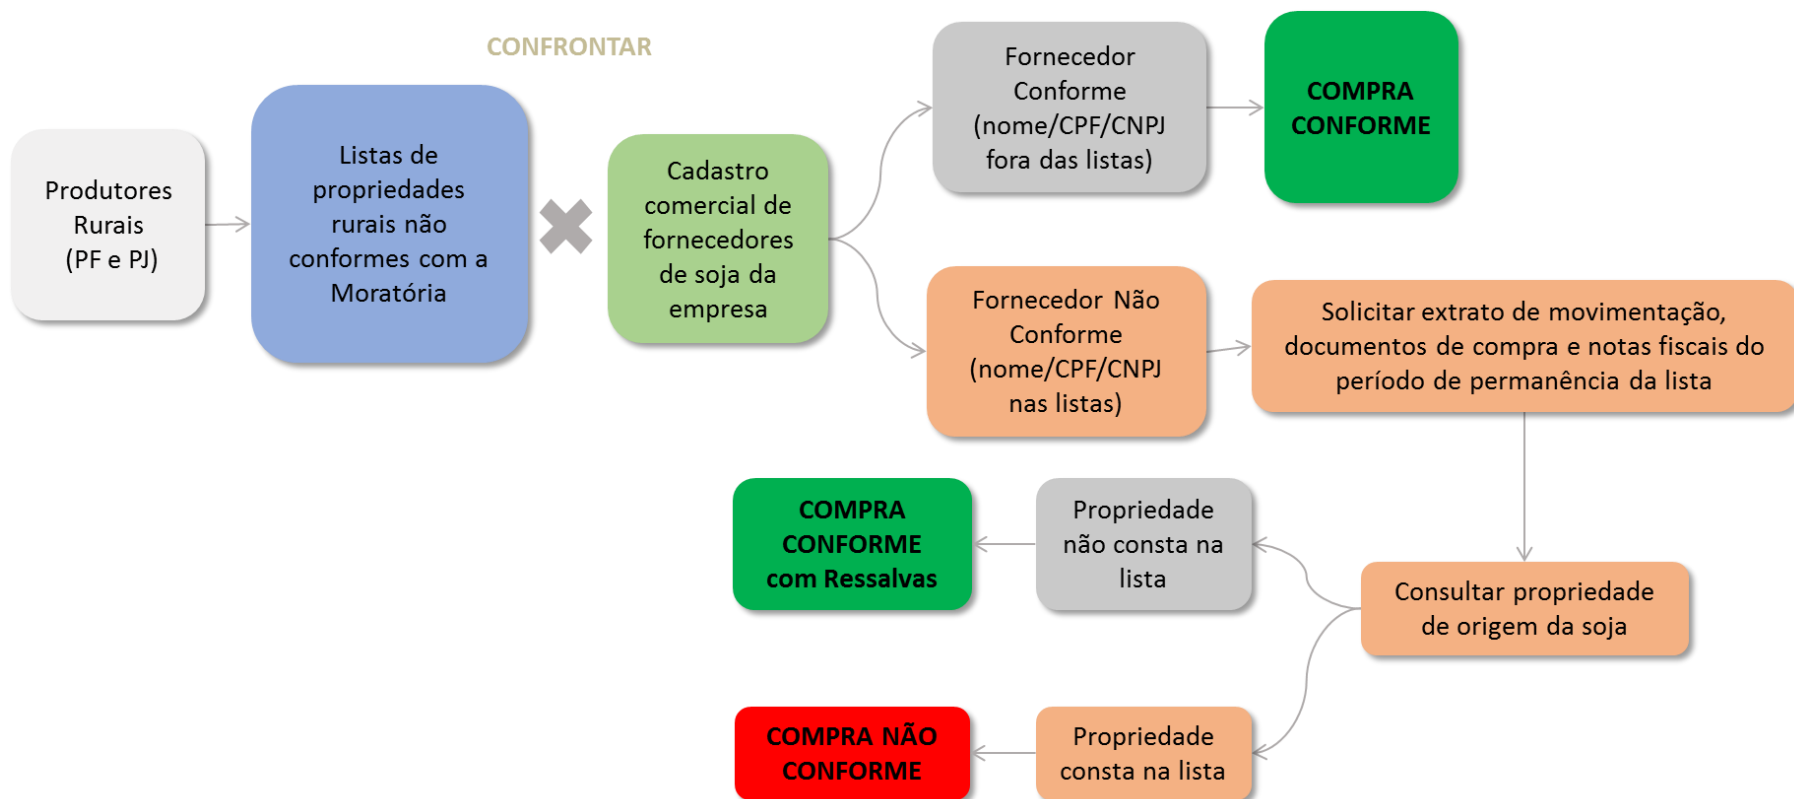 CONFRONTAR
Produtores
Rurais
(PF e PJ)
Listas de
propriedades
rurais não
conformes com a
Moratória
Cadastro
comercial de
fornecedores
de soja da
empresa
Fornecedor
Conforme
(nome/CPF/CNPJ
fora das listas)
COMPRA
CONFORME
Fornecedor Não
Conforme
(nome/CPF/CNPJ
nas listas)
Solicitar extrato de movimentação,
documentos de compra e notas fiscais do
período de permanência da lista
Consultar propriedade
de origem da soja
Propriedade
não consta na
lista
COMPRA
CONFORME
com Ressalvas
Propriedade
consta na lista
COMPRA NÃO
CONFORME